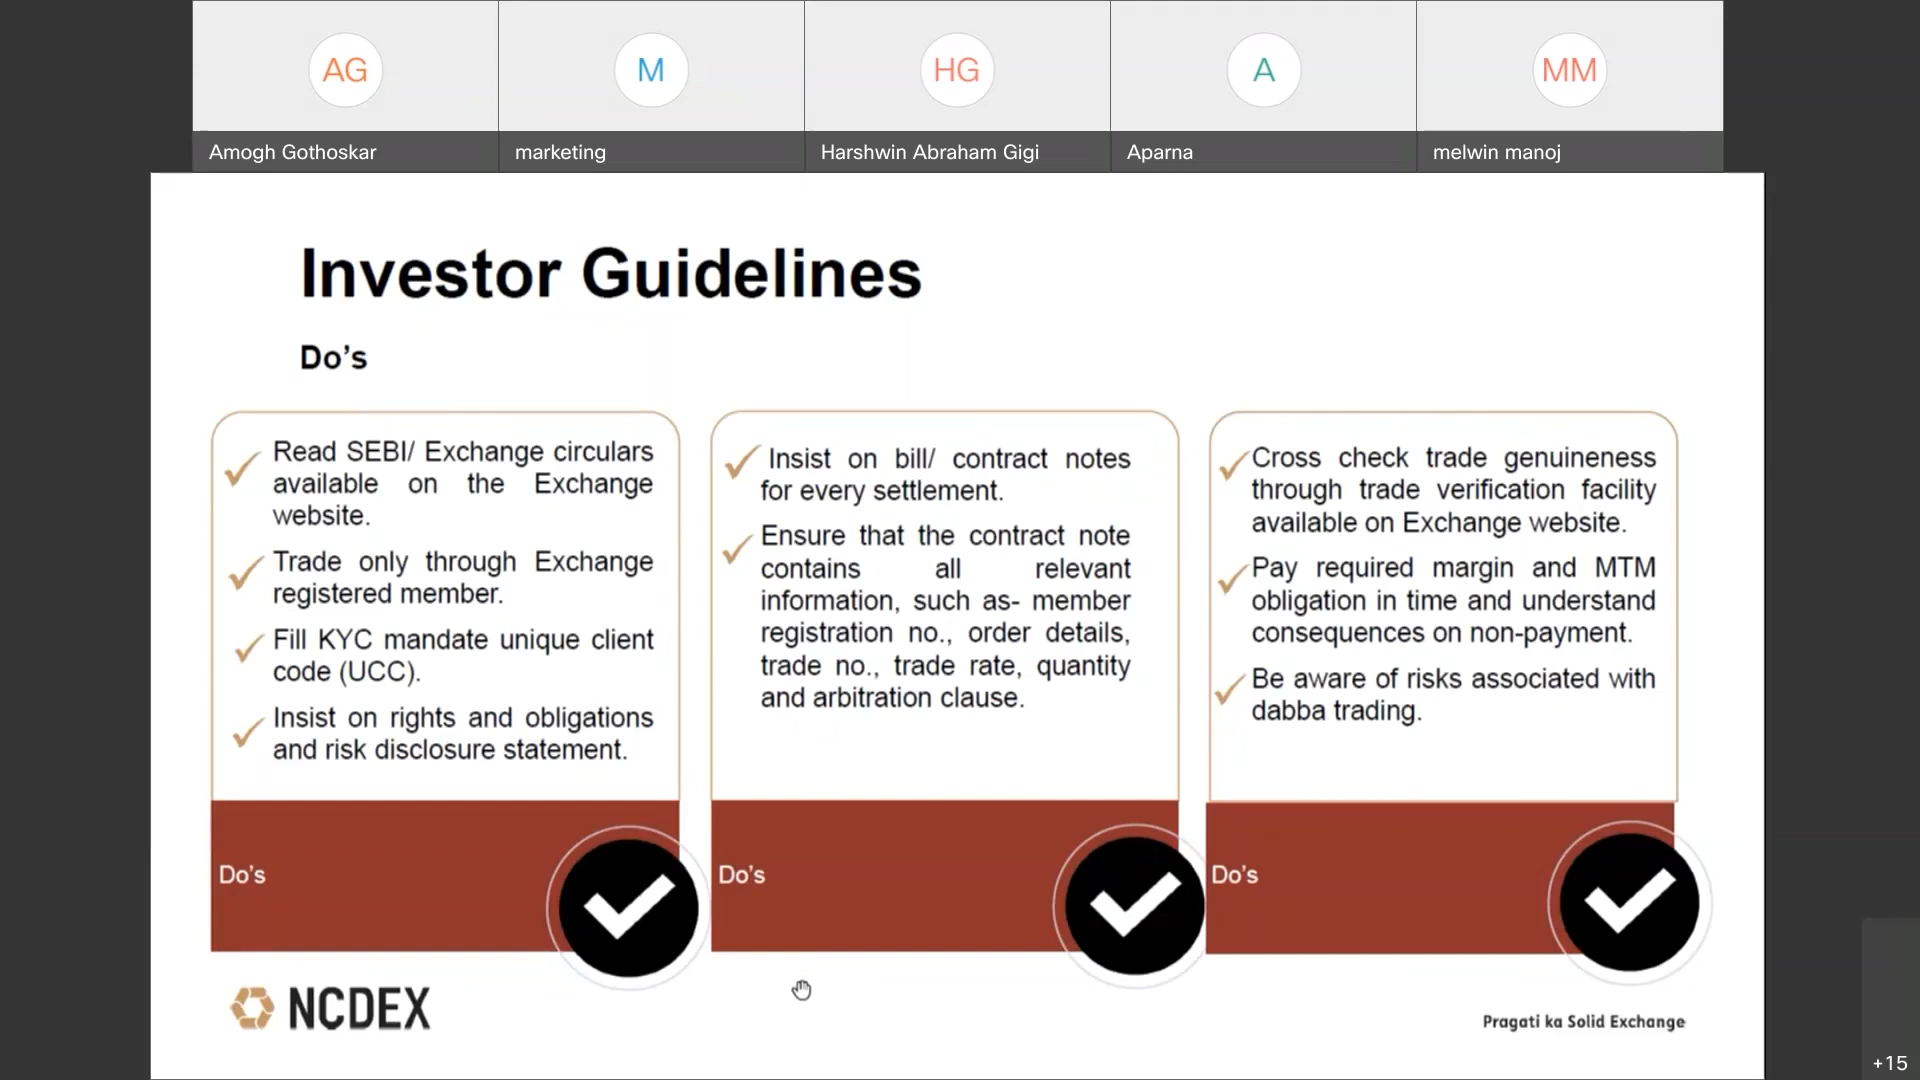 AG
M
HG
A
MM
Amogh Gothoskar
marketing
Harshwin Abraham Gigi
Aparna
melwin manoj
Investor Guidelines
Do's
Read SEBI/ Exchange circulars
available on the Exchange
website.
Trade only through Exchange
registered member.
Fill KYC mandate unique client
code (UCC).
Insist on rights and obligations
and risk disclosure statement.
Do's
Insist on bill/ contract notes
for every settlement.
Ensure that the contract note
contains all relevant
information, such as- member
registration no., order details,
trade no., trade rate, quantity
and arbitration clause.
Do's
Cross check trade genuineness
through trade verification facility
available on Exchange website.
Pay required margin and MTM
obligation in time and understand
consequences on non-payment.
Be aware of risks associated with
dabba trading.
Do's
NCDEX
Pragati ka Solid Exchange
+15